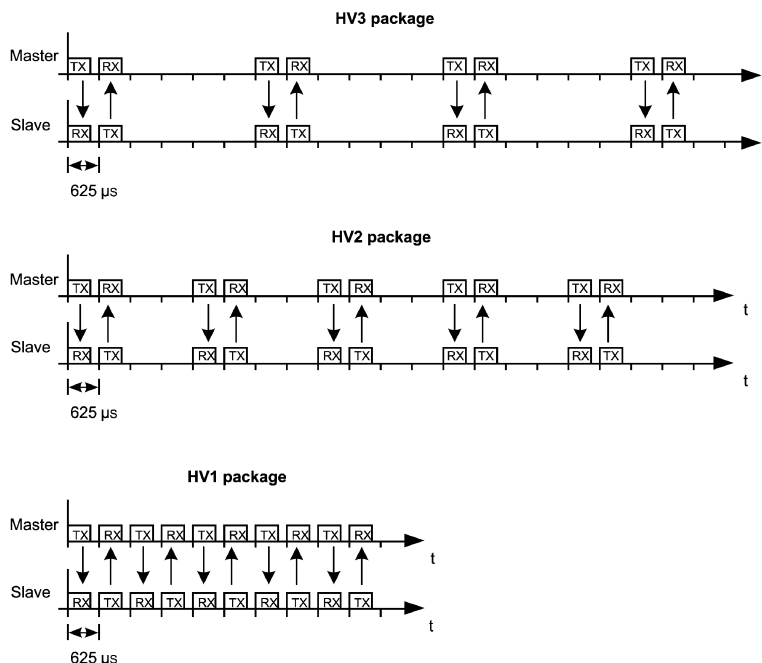 HV3 package
Master TX RX TX RX TX RX TX RX
Slave RX TX RX TX RX TX RX TX
625 µs
HV2 package
Master TX RX TX RX TX RX TX RX TX RX
t
Slave RX TX RX TX RX TX RX TX RX TX
t
625 µs
HV1 package
Master TX RX TX RX TX RX TX RX TX RX
t
Slave RX TX RX TX RX TX RX TX RX TX
t
625 µs